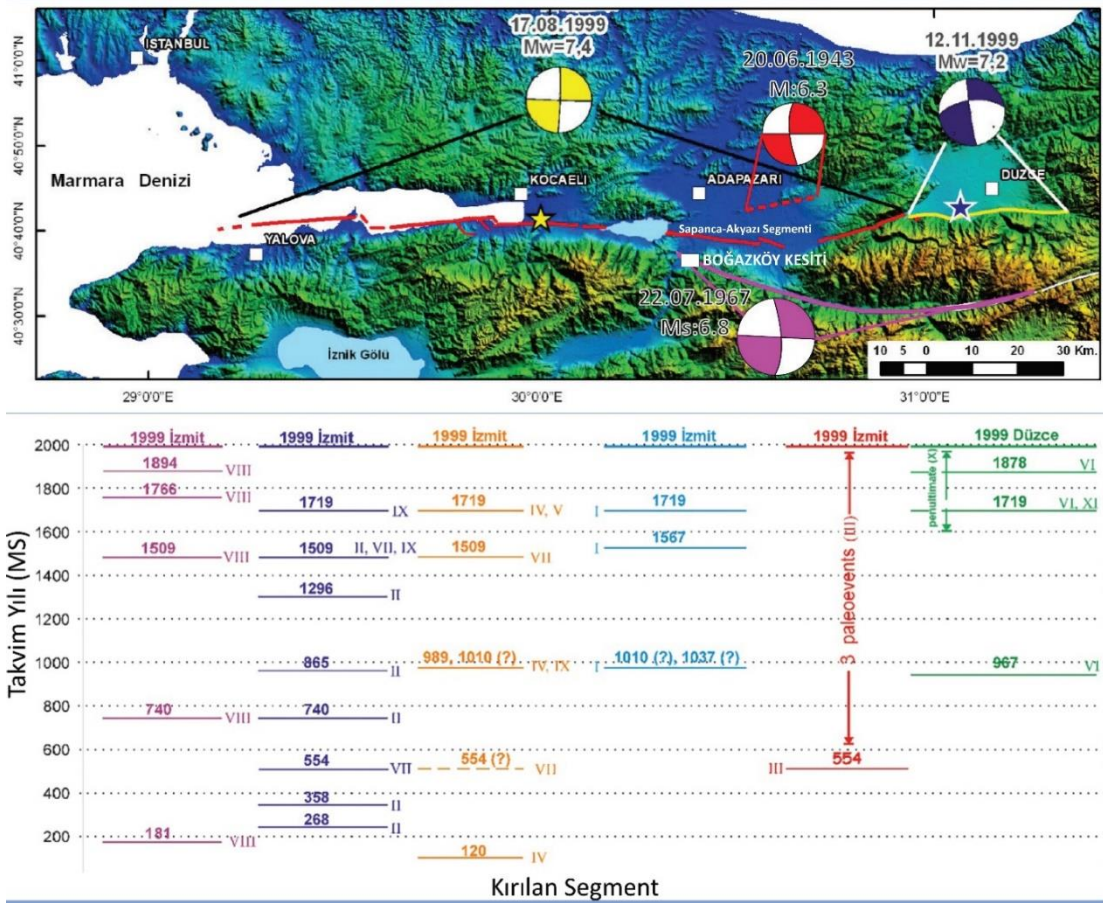 17.08.1999
Mw=7,4
12.11.1999
Mw=7,2
20.06.1943
M:6.3
İSTANBUL
41°0'0"N
40°50'0"N
40°40'0"N
40°30'0"N
Marmara Denizi
KOCAELİ
ADAPAZARI
DUZCE
YALOVA
Sapanca-Akyazı Segmenti
BOĞAZKÖY KESİTİ
22.07.1967
Ms:6.8
İznik Gölü
10 5 0 10 20 30 Km.
29°0'0"E 30°0'0"E 31°0'0"E
Takvim Yılı (MS)
2000
1800
1600
1400
1200
1000
800
600
400
200
1999 İzmit
1894 VIII
1766 VIII
1509 VIII
740 VIII
181 VIII
1999 İzmit
1719 IX
1509 II, VII, IX
1296 II
865 II
740 II
554 VII
358 II
268 II
1999 İzmit
1719 IV, V
1509 VII
989, 1010 (?) IV, IX
554 (?) VII
120 IV
1999 İzmit
I 1719
I 1567
I 1010 (?), 1037 (?)
1999 İzmit
3 paleoevents (III)
III 554
1999 Düzce
penultimate (X)
1878 VI
1719 VI, XI
967 VI
Kırılan Segment